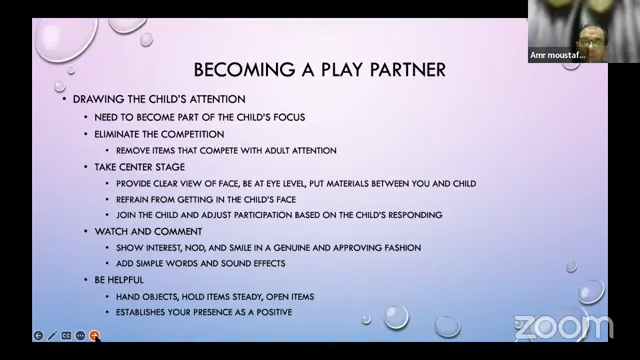 Amr moustaf...
BECOMING A PLAY PARTNER
• DRAWING THE CHILD'S ATTENTION
• NEED TO BECOME PART OF THE CHILD'S FOCUS
• ELIMINATE THE COMPETITION
• REMOVE ITEMS THAT COMPETE WITH ADULT ATTENTION
• TAKE CENTER STAGE
• PROVIDE CLEAR VIEW OF FACE, BE AT EYE LEVEL, PUT MATERIALS BETWEEN YOU AND CHILD
• REFRAIN FROM GETTING IN THE CHILD'S FACE
• JOIN THE CHILD AND ADJUST PARTICIPATION BASED ON THE CHILD'S RESPONDING
• WATCH AND COMMENT
• SHOW INTEREST, NOD, AND SMILE IN A GENUINE AND APPROVING FASHION
• ADD SIMPLE WORDS AND SOUND EFFECTS
• BE HELPFUL
• HAND OBJECTS, HOLD ITEMS STEADY, OPEN ITEMS
• ESTABLISHES YOUR PRESENCE AS A POSITIVE
zoom